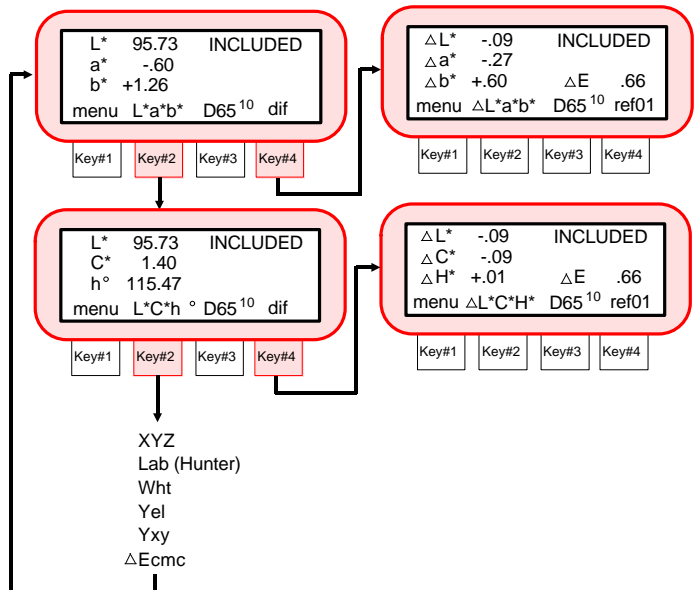 L* 95.73 INCLUDED
a* -.60
b* +1.26
menu L*a*b* D65 10 dif
Key#1 Key#2 Key#3 Key#4
△L* -.09 INCLUDED
△a* -.27
△b* +.60 △E .66
menu △L*a*b* D65 10 ref01
Key#1 Key#2 Key#3 Key#4
L* 95.73 INCLUDED
C* 1.40
h° 115.47
menu L*C*h ° D65 10 dif
Key#1 Key#2 Key#3 Key#4
△L* -.09 INCLUDED
△C* -.09
△H* +.01 △E .66
menu △L*C*H* D65 10 ref01
Key#1 Key#2 Key#3 Key#4
XYZ
Lab (Hunter)
Wht
Yel
Yxy
△Ecmc